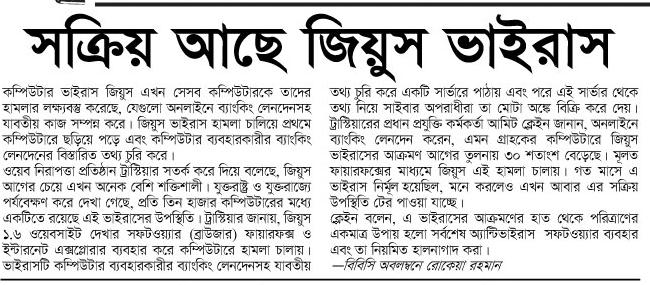 সক্রিয় আছে জিয়ুস ভাইরাস
কম্পিউটার ভাইরাস জিয়ুস এখন সেসব কম্পিউটারকে তাদের
হামলার লক্ষ্যবস্তু করেছে, যেগুলো অনলাইনে ব্যাংকিং লেনদেনসহ
যাবতীয় কাজ সম্পন্ন করে। জিয়ুস ভাইরাস হামলা চালিয়ে প্রথমে
কম্পিউটারে ছড়িয়ে পড়ে এবং কম্পিউটার ব্যবহারকারীর ব্যাংকিং
লেনদেনের বিস্তারিত তথ্য চুরি করে।
ওয়েব নিরাপত্তা প্রতিষ্ঠান ট্রাস্টিয়ার সতর্ক করে দিয়ে বলেছে, জিয়ুস
আগের চেয়ে এখন অনেক বেশি শক্তিশালী। যুক্তরাষ্ট্র ও যুক্তরাজ্যে
পর্যবেক্ষণ করে দেখা গেছে, প্রতি তিন হাজার কম্পিউটারের মধ্যে
একটিতে রয়েছে এই ভাইরাসের উপস্থিতি। ট্রাস্টিয়ার জানায়, জিয়ুস
১.৬ ওয়েবসাইট দেখার সফটওয়্যার (ব্রাউজার) ফায়ারফক্স ও
ইন্টারনেট এক্সপ্লোরার ব্যবহার করে কম্পিউটারে হামলা চালায়।
ভাইরাসটি কম্পিউটার ব্যবহারকারীর ব্যাংকিং লেনদেনসহ যাবতীয়
তথ্য চুরি করে একটি সার্ভারে পাঠায় এবং পরে এই সার্ভার থেকে
তথ্য নিয়ে সাইবার অপরাধীরা তা মোটা অঙ্কে বিক্রি করে দেয়।
ট্রাস্টিয়ারের প্রধান প্রযুক্তি কর্মকর্তা আমিট ক্লেইন জানান, অনলাইনে
ব্যাংকিং লেনদেন করেন, এমন গ্রাহকের কম্পিউটারে জিয়ুস
ভাইরাসের আক্রমণ আগের তুলনায় ৩০ শতাংশ বেড়েছে। মূলত
ফায়ারফক্সের মাধ্যমে জিয়ুস এই হামলা চালায়। গত মাসে এ
ভাইরাস নির্মূল হয়েছিল, মনে করলেও এখন আবার এর সক্রিয়
উপস্থিতি টের পাওয়া যাচ্ছে।
ক্লেইন বলেন, এ ভাইরাসের আক্রমণের হাত থেকে পরিত্রাণের
একমাত্র উপায় হলো সর্বশেষ অ্যান্টিভাইরাস সফটওয়্যার ব্যবহার
এবং তা নিয়মিত হালনাগাদ করা।
—বিবিসি অবলম্বনে রোকেয়া রহমান